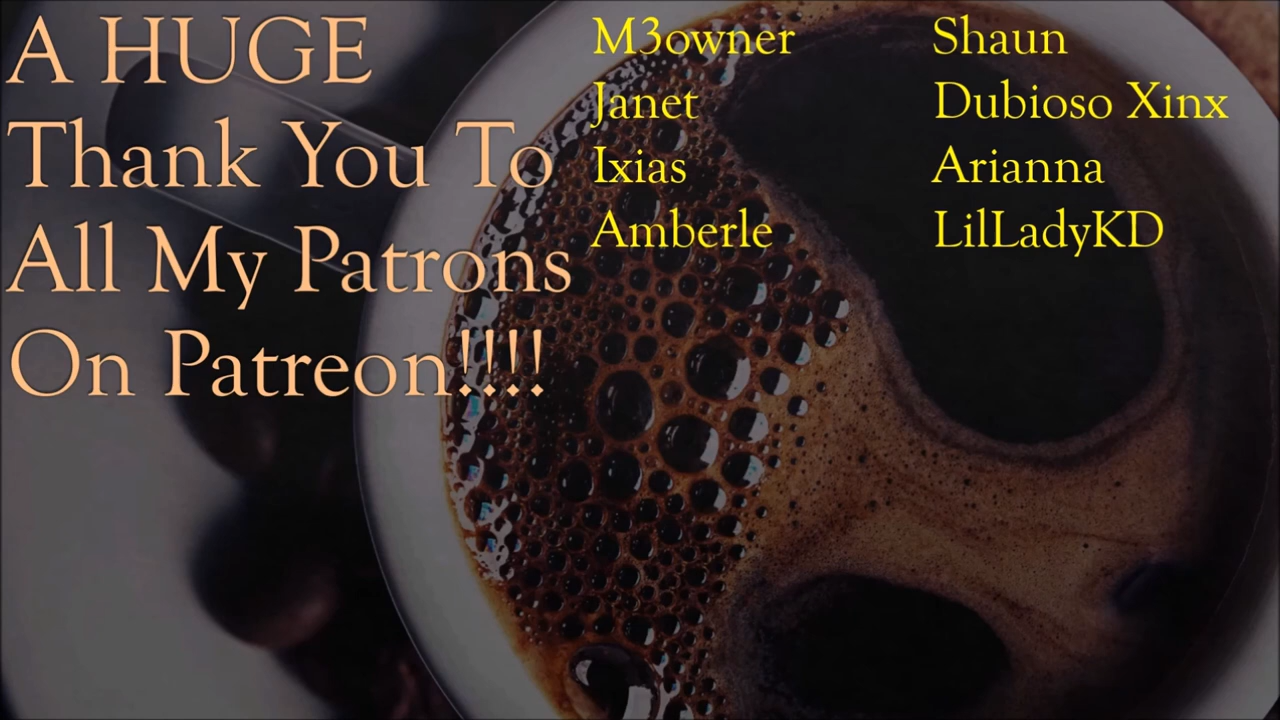 A HUGE
Thank You To
All My Patrons
On Patreon!!!!
M3owner
Janet
Ixias
Amberle
Shaun
Dubioso Xinx
Arianna
LilLadyKD